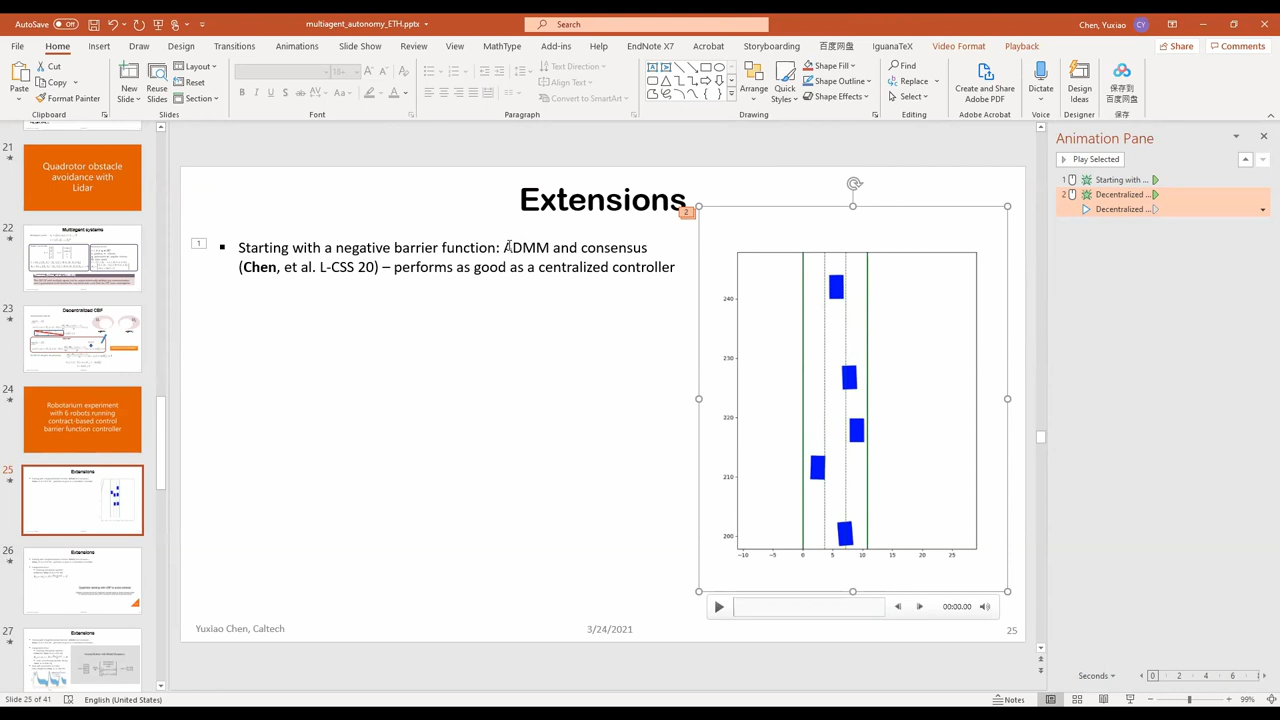 AutoSave Off
multiagent_autonomy_ETH.pptx
Search
Chen, Yuxiao CY
File Home Insert Draw Design Transitions Animations Slide Show Review View MathType Add-ins Help EndNote X7 Acrobat Storyboarding 百度网盘 IguanaTeX Video Format Playback Share Comments
Paste
Cut
Copy
Format Painter
Clipboard
New Slide
Reuse Slides
Layout
Reset
Section
Slides
18+
Font
Text Direction
Align Text
Convert to SmartArt
Paragraph
Arrange
Quick Styles
Shape Fill
Shape Outline
Shape Effects
Drawing
Find
Replace
Select
Editing
Create and Share Adobe PDF
Adobe Acrobat
Dictate
Voice
Design Ideas
Designer
保存到 百度网盘
保存
21
Quadrotor obstacle
avoidance with
Lidar
22
Multiagent systems
23
Decentralized CBF
24
Robotarium experiment
with 6 robots running
contract-based control
barrier function controller
25
Extensions
26
Extensions
27
Extensions
Extensions
2
1
▪ Starting with a negative barrier function: ADMM and consensus
(Chen, et al. L-CSS 20) – performs as good as a centralized controller
240
230
220
210
200
−10 −5 0 5 10 15 20 25
00:00.00
Yuxiao Chen, Caltech
3/24/2021
25
Animation Pane
Play Selected
1 Starting with ...
2 Decentralized ...
Decentralized ...
Seconds 0 2 4 6
Slide 25 of 41
English (United States)
Notes
99%